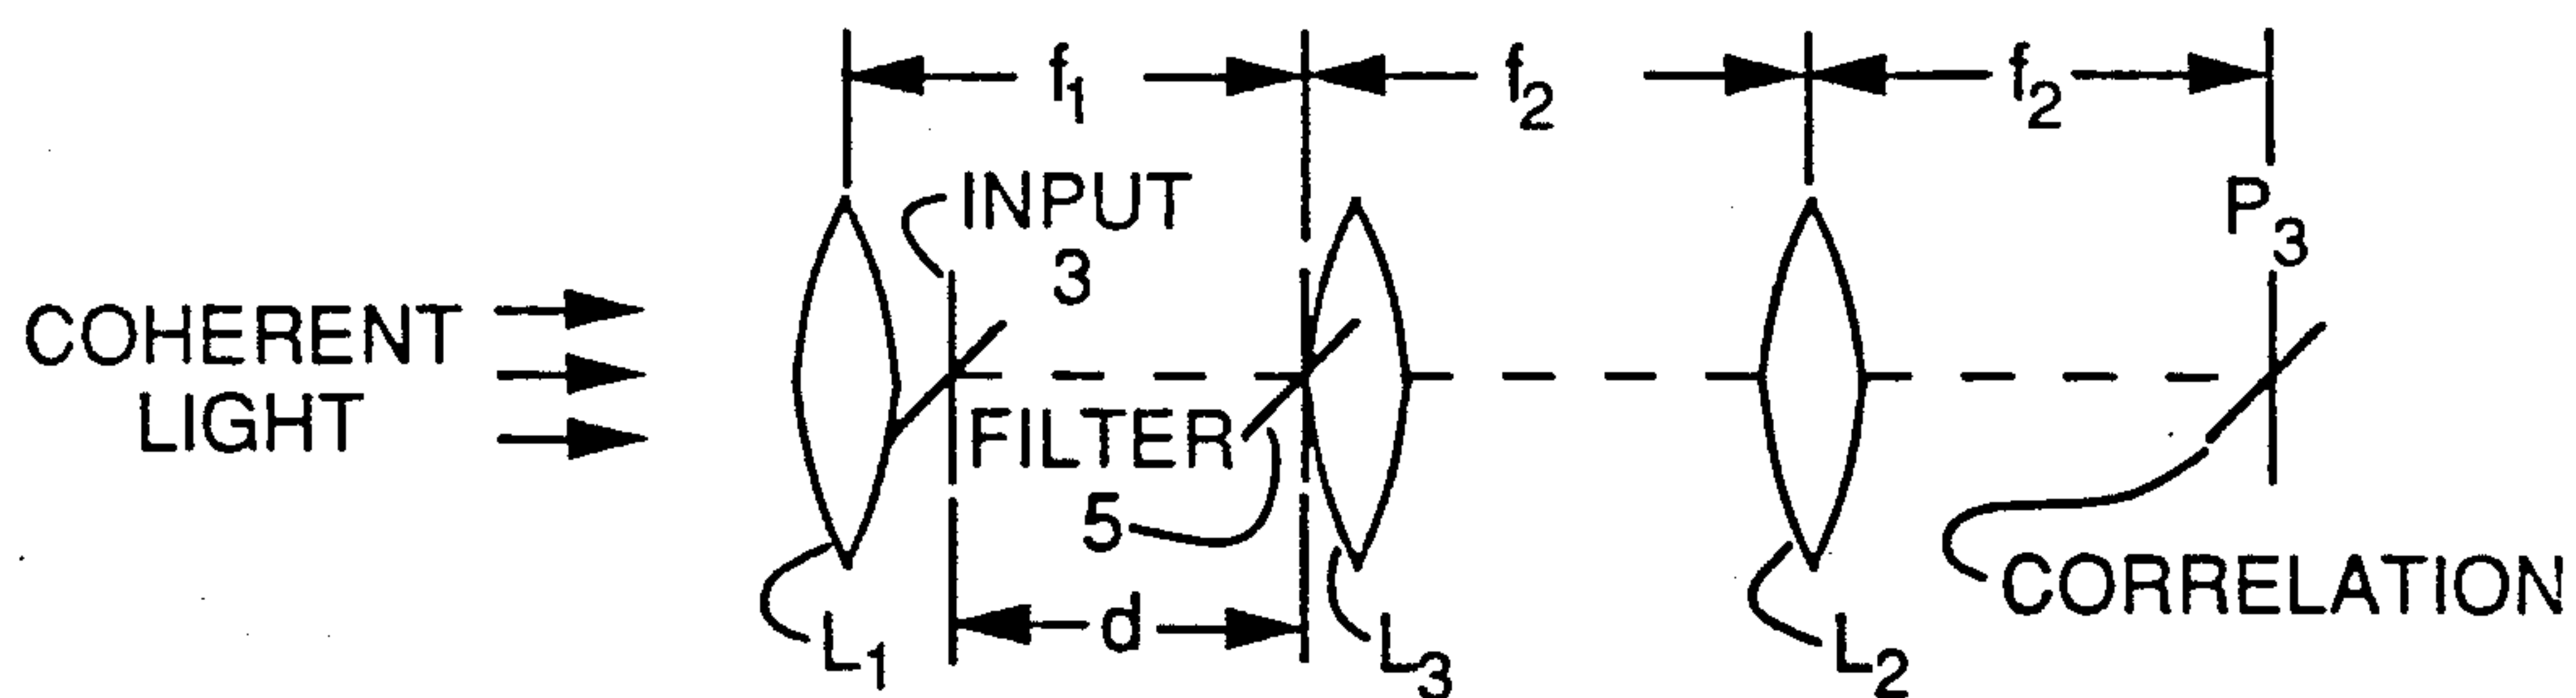 f1
f2
f2
INPUT
3
P3
COHERENT
LIGHT
FILTER
5
d
L1
L3
L2
CORRELATION